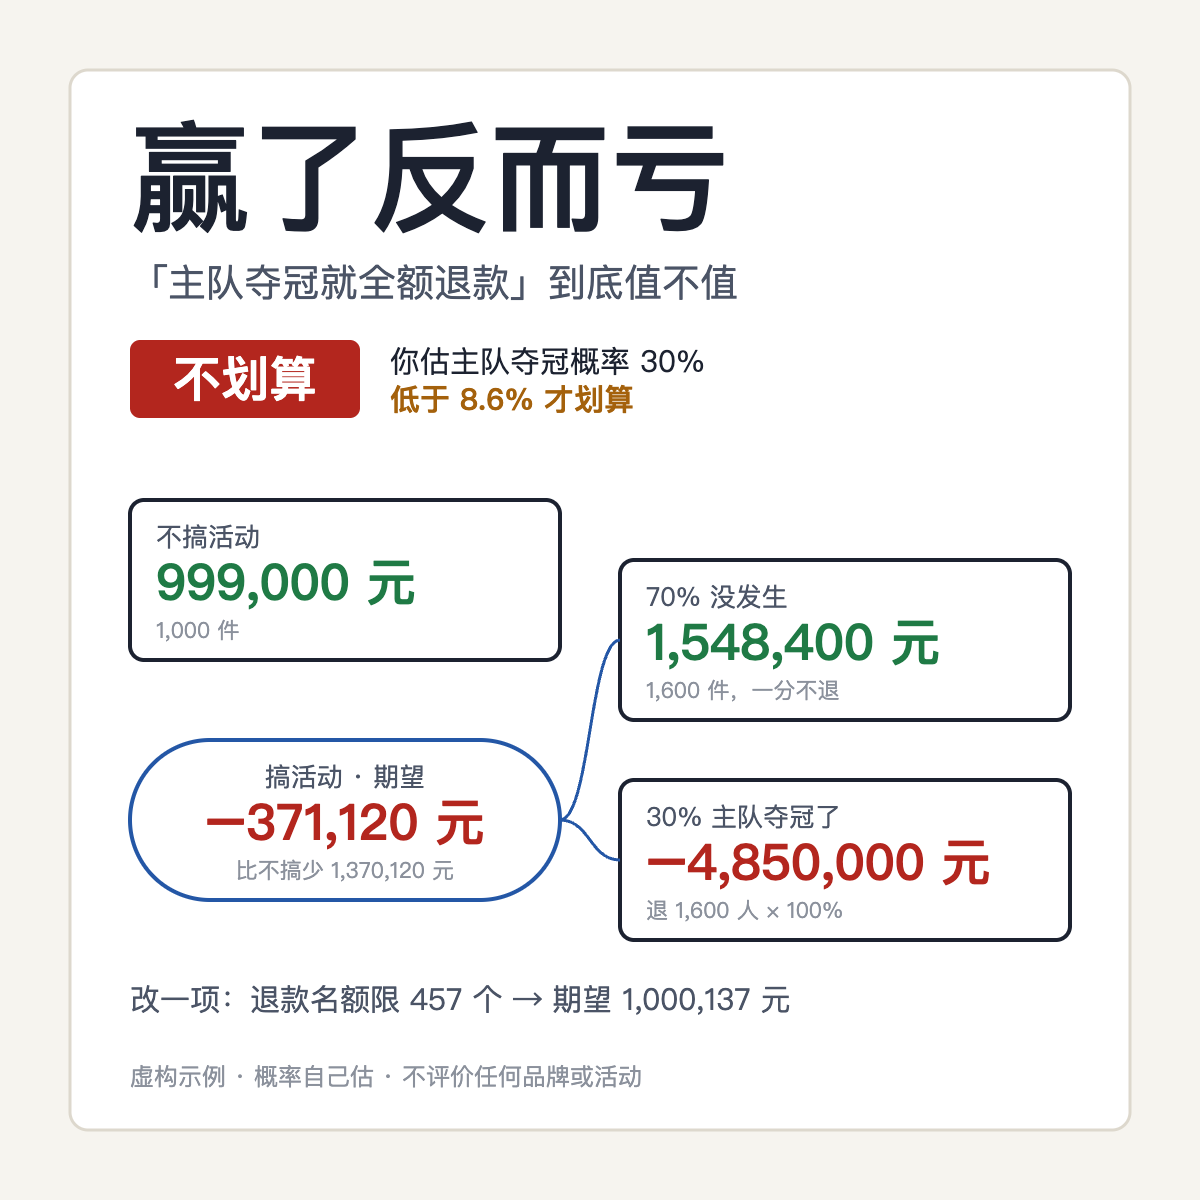 赢了反而亏
「主队夺冠就全额退款」到底值不值
不划算
你估主队夺冠概率 30%
低于 8.6% 才划算
不搞活动
999,000 元
1,000 件
70% 没发生
1,548,400 元
1,600 件，一分不退
搞活动 · 期望
−371,120 元
比不搞少 1,370,120 元
30% 主队夺冠了
−4,850,000 元
退 1,600 人 × 100%
改一项：退款名额限 457 个 → 期望 1,000,137 元
虚构示例 · 概率自己估 · 不评价任何品牌或活动